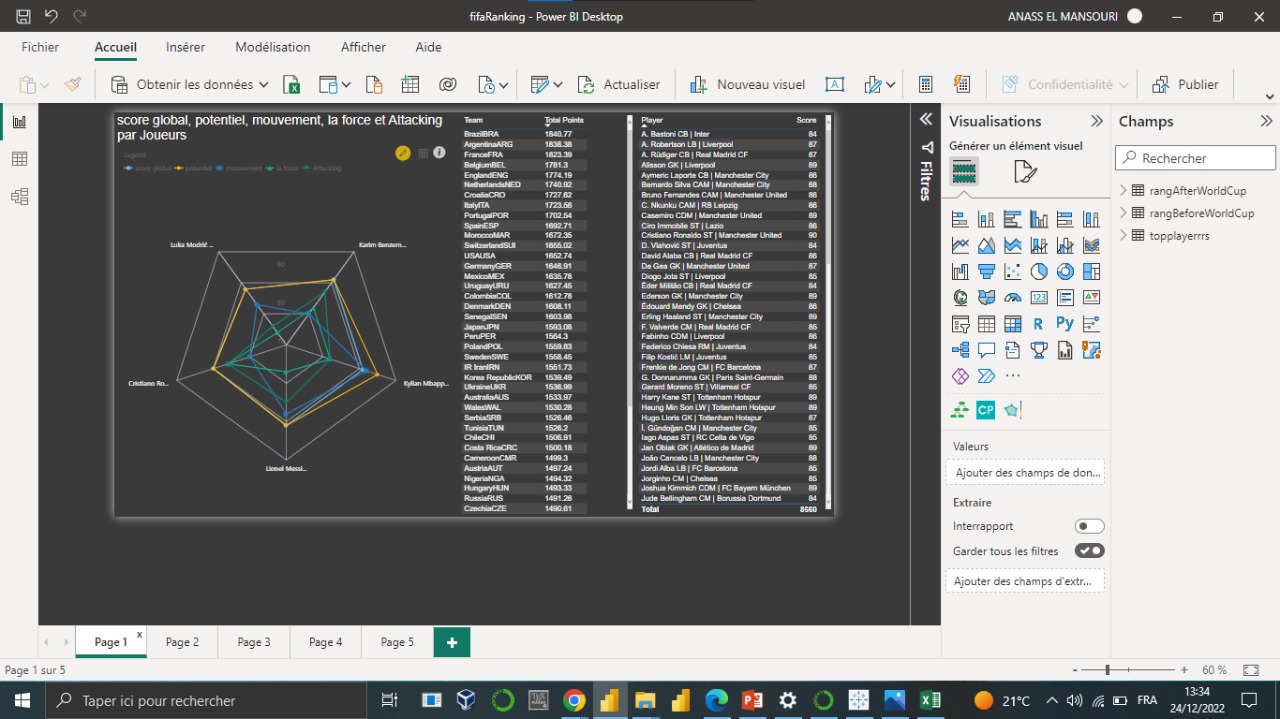 fifaRanking - Power BI Desktop
ANASS EL MANSOURI
Fichier Accueil Insérer Modélisation Afficher Aide
Obtenir les données Actualiser Nouveau visuel Confidentialité Publier
score global, potentiel, mouvement, la force et Attacking
par Joueurs
Legend
score global potentiel mouvement la force Attacking
Luka Modrić ...
Karim Benzem...
90
80
Cristiano Ro...
Kylian Mbapp...
Lionel Messi...
Team Total Points
BrazilBRA 1840.77
ArgentinaARG 1838.38
FranceFRA 1823.39
BelgiumBEL 1781.3
EnglandENG 1774.19
NetherlandsNED 1740.92
CroatiaCRO 1727.62
ItalyITA 1723.56
PortugalPOR 1702.54
SpainESP 1692.71
MoroccoMAR 1672.35
SwitzerlandSUI 1655.02
USAUSA 1652.74
GermanyGER 1646.91
MexicoMEX 1635.78
UruguayURU 1627.45
ColombiaCOL 1612.78
DenmarkDEN 1608.11
SenegalSEN 1603.98
JapanJPN 1593.08
PeruPER 1564.3
PolandPOL 1559.83
SwedenSWE 1558.45
IR IranIRN 1551.73
Korea RepublicKOR 1539.49
UkraineUKR 1538.99
AustraliaAUS 1533.97
WalesWAL 1530.28
SerbiaSRB 1526.46
TunisiaTUN 1526.2
ChileCHI 1506.91
Costa RicaCRC 1500.18
CameroonCMR 1499.3
AustriaAUT 1497.24
NigeriaNGA 1494.32
HungaryHUN 1493.33
RussiaRUS 1491.26
CzechiaCZE 1490.61
Player Score
A. Bastoni CB | Inter 84
A. Robertson LB | Liverpool 87
A. Rüdiger CB | Real Madrid CF 87
Alisson GK | Liverpool 89
Aymeric Laporte CB | Manchester City 86
Bernardo Silva CAM | Manchester City 88
Bruno Fernandes CAM | Manchester United 86
C. Nkunku CAM | RB Leipzig 86
Casemiro CDM | Manchester United 89
Ciro Immobile ST | Lazio 86
Cristiano Ronaldo ST | Manchester United 90
D. Vlahović ST | Juventus 84
David Alaba CB | Real Madrid CF 86
De Gea GK | Manchester United 87
Diogo Jota ST | Liverpool 85
Éder Militão CB | Real Madrid CF 84
Ederson GK | Manchester City 89
Édouard Mendy GK | Chelsea 86
Erling Haaland ST | Manchester City 89
F. Valverde CM | Real Madrid CF 85
Fabinho CDM | Liverpool 86
Federico Chiesa RM | Juventus 84
Filip Kostić LM | Juventus 85
Frenkie de Jong CM | FC Barcelona 87
G. Donnarumma GK | Paris Saint-Germain 88
Gerard Moreno ST | Villarreal CF 85
Harry Kane ST | Tottenham Hotspur 89
Heung Min Son LW | Tottenham Hotspur 89
Hugo Lloris GK | Tottenham Hotspur 87
İ. Gündoğan CM | Manchester City 85
Iago Aspas ST | RC Celta de Vigo 85
Jan Oblak GK | Atlético de Madrid 89
João Cancelo LB | Manchester City 88
Jordi Alba LB | FC Barcelona 85
Jorginho CM | Chelsea 85
Joshua Kimmich CDM | FC Bayern München 89
Jude Bellingham CM | Borussia Dortmund 84
Total 8660
Filtres
Visualisations
Générer un élément visuel
R Py
123
CP
Valeurs
Ajouter des champs de don...
Extraire
Interrapport
Garder tous les filtres
Ajouter des champs d'extr...
Champs
Rechercher
rangAfterWorldCup
rangBeforeWorldCup
topplayerrrs
Page 1 Page 2 Page 3 Page 4 Page 5
Page 1 sur 5
60 %
Taper ici pour rechercher
21°C
FRA
13:34
24/12/2022